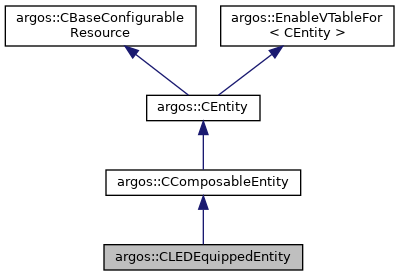 argos::CBaseConfigurable
Resource
argos::EnableVTableFor
< CEntity >
argos::CEntity
argos::CComposableEntity
argos::CLEDEquippedEntity